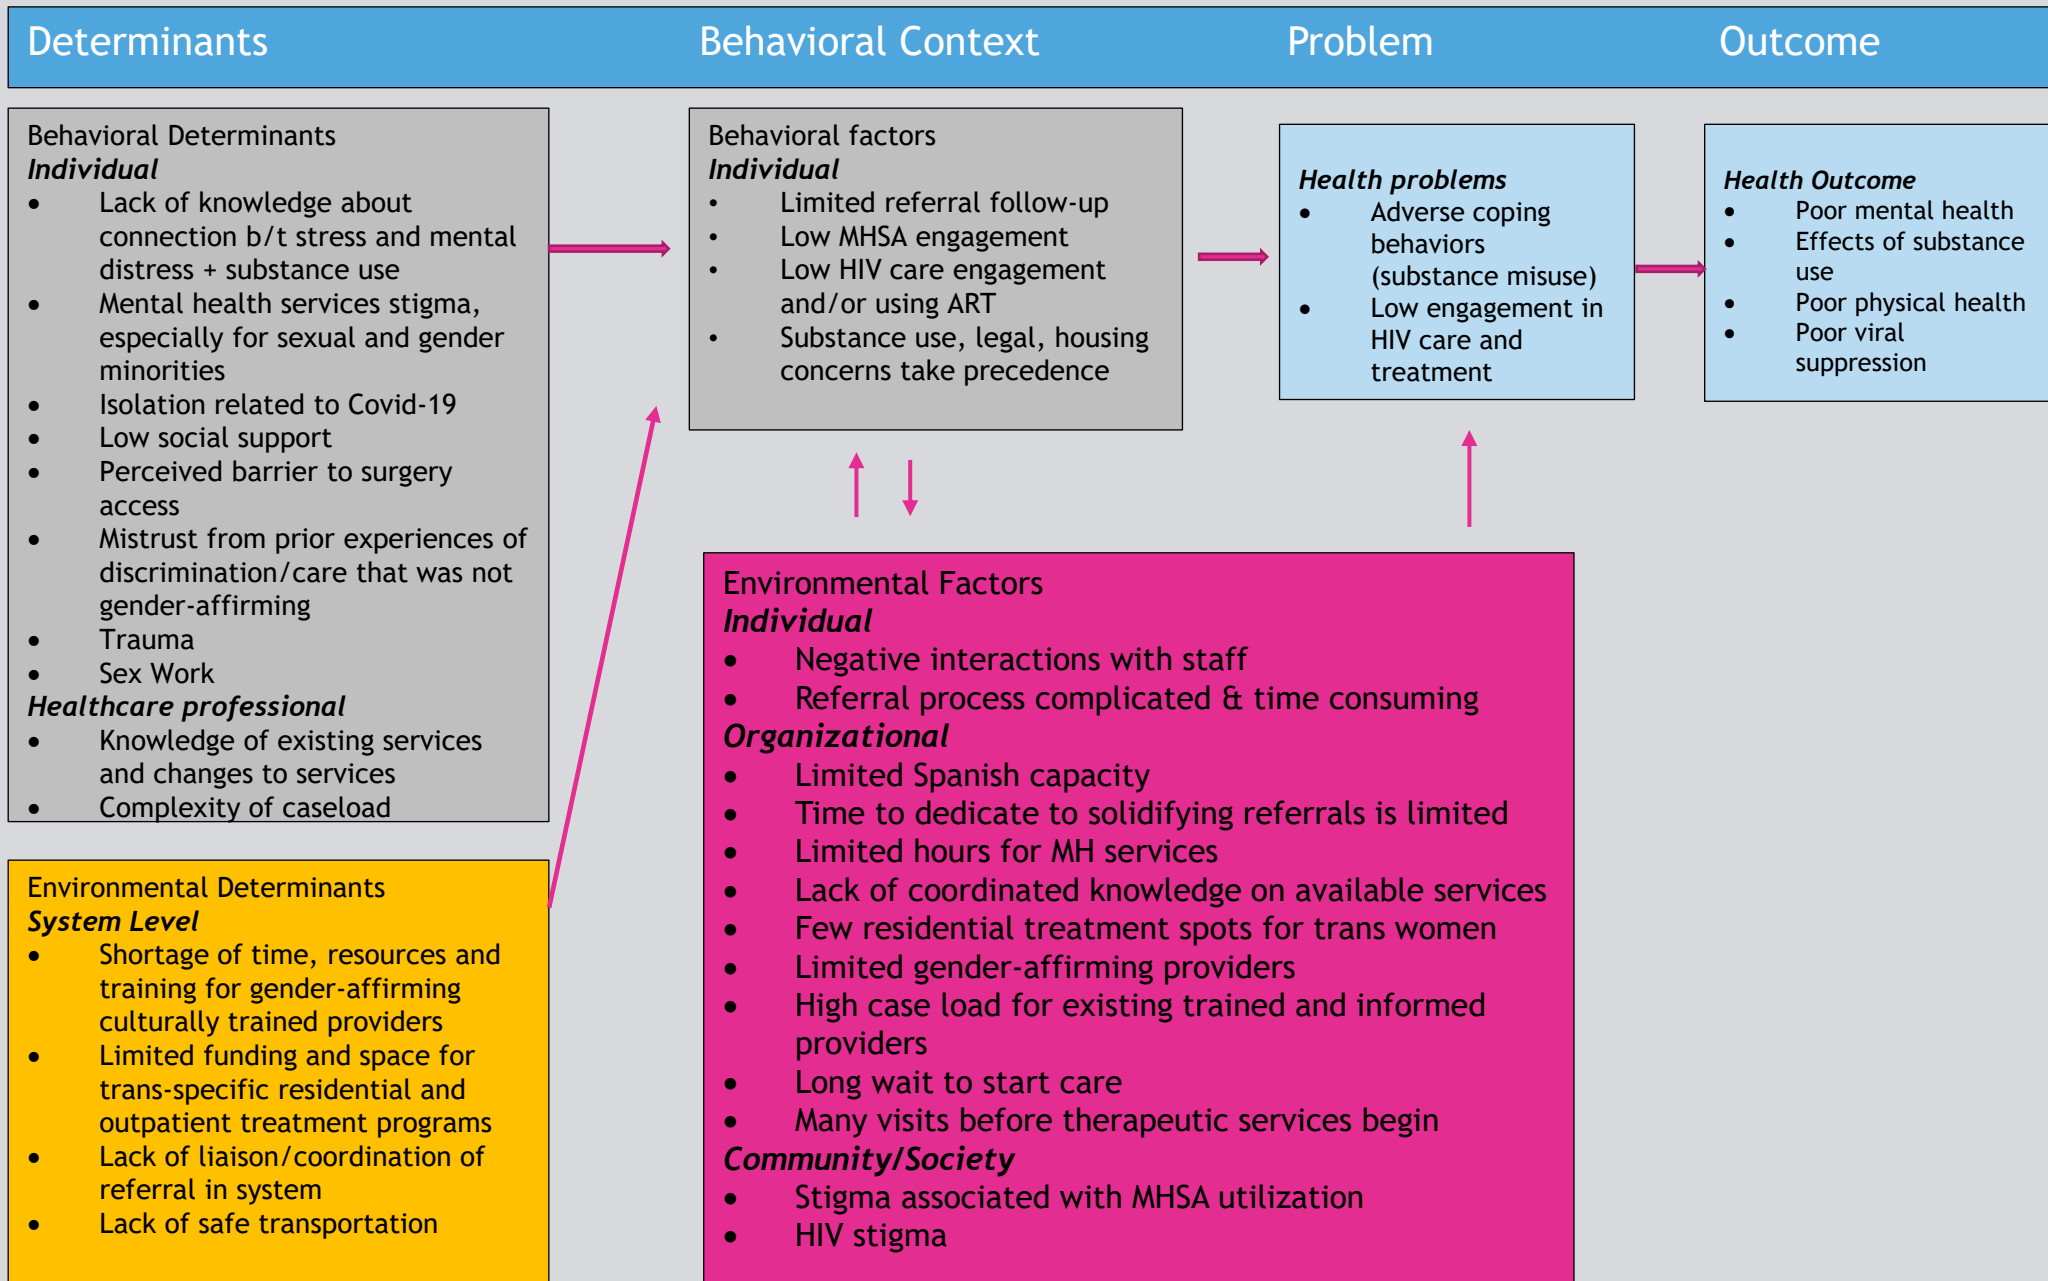 Determinants
Behavioral Context
Problem
Outcome
Behavioral Determinants
Individual
• Lack of knowledge about
connection b/t stress and mental
distress + substance use
• Mental health services stigma,
especially for sexual and gender
minorities
• Isolation related to Covid-19
• Low social support
• Perceived barrier to surgery
access
• Mistrust from prior experiences of
discrimination/care that was not
gender-affirming
• Trauma
• Sex Work
Healthcare professional
• Knowledge of existing services
and changes to services
• Complexity of caseload
Environmental Determinants
System Level
• Shortage of time, resources and
training for gender-affirming
culturally trained providers
• Limited funding and space for
trans-specific residential and
outpatient treatment programs
• Lack of liaison/coordination of
referral in system
• Lack of safe transportation
Behavioral factors
Individual
• Limited referral follow-up
• Low MHSA engagement
• Low HIV care engagement
and/or using ART
• Substance use, legal, housing
concerns take precedence
Environmental Factors
Individual
• Negative interactions with staff
• Referral process complicated & time consuming
Organizational
• Limited Spanish capacity
• Time to dedicate to solidifying referrals is limited
• Limited hours for MH services
• Lack of coordinated knowledge on available services
• Few residential treatment spots for trans women
• Limited gender-affirming providers
• High case load for existing trained and informed
providers
• Long wait to start care
• Many visits before therapeutic services begin
Community/Society
• Stigma associated with MHSA utilization
• HIV stigma
Health problems
• Adverse coping
behaviors
(substance misuse)
• Low engagement in
HIV care and
treatment
Health Outcome
• Poor mental health
• Effects of substance
use
• Poor physical health
• Poor viral
suppression